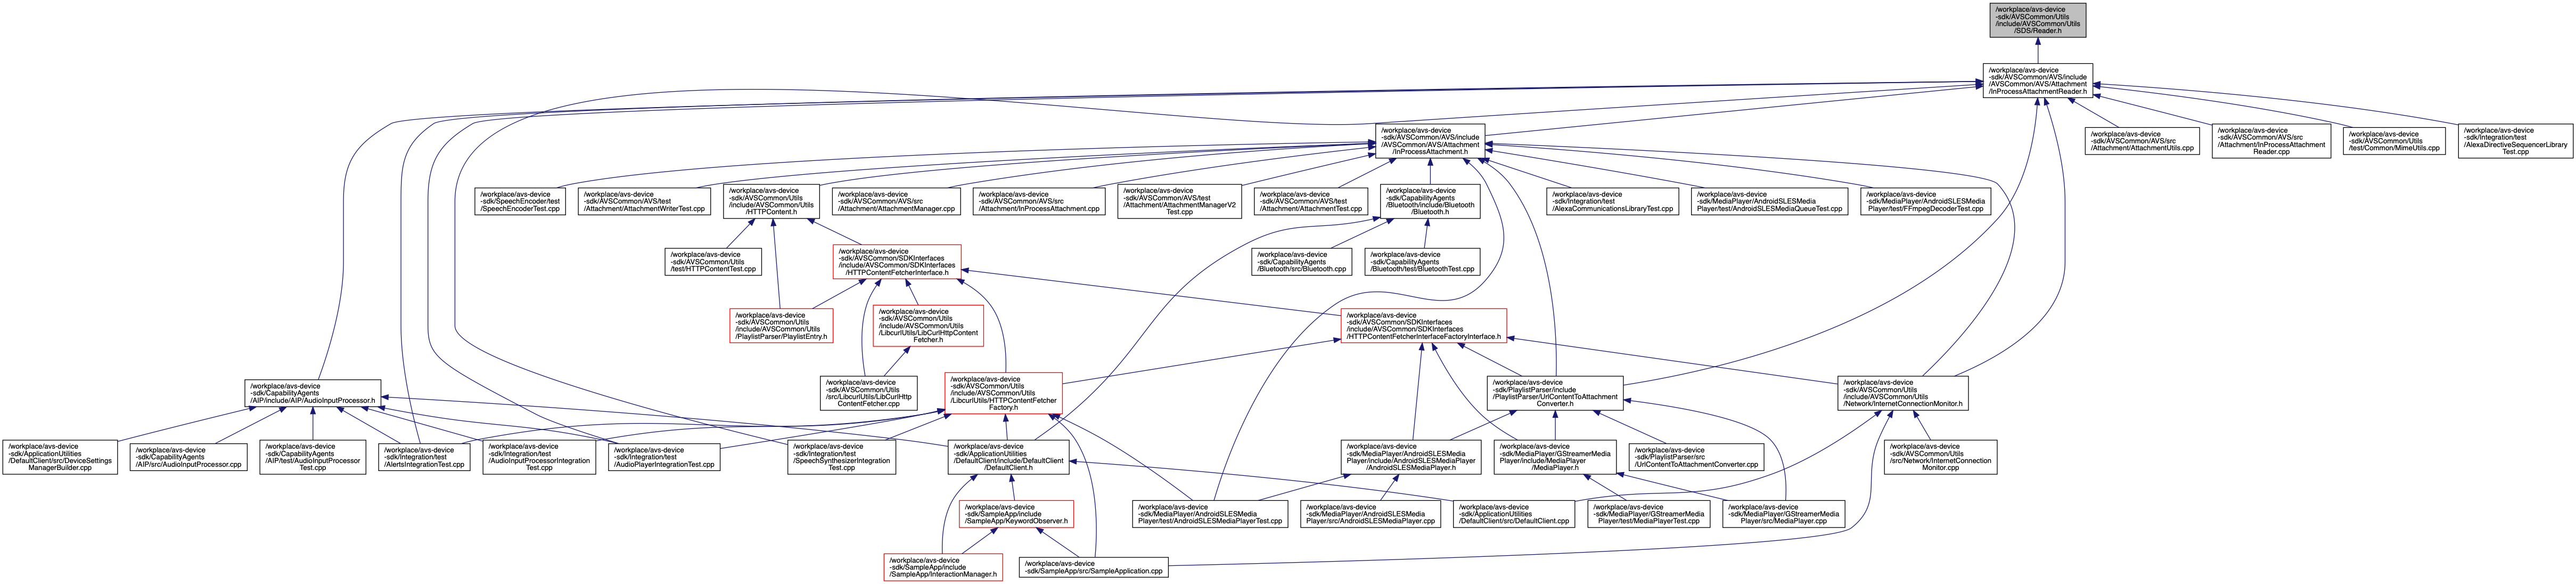 /workplace/avs-device
-sdk/AVSCommon/Utils
/include/AVSCommon/Utils
/SDS/Reader.h
/workplace/avs-device
-sdk/AVSCommon/AVS/include
/AVSCommon/AVS/Attachment
/InProcessAttachmentReader.h
/workplace/avs-device
-sdk/AVSCommon/AVS/include
/AVSCommon/AVS/Attachment
/InProcessAttachment.h
/workplace/avs-device
-sdk/AVSCommon/AVS/src
/Attachment/AttachmentUtils.cpp
/workplace/avs-device
-sdk/AVSCommon/AVS/src
/Attachment/InProcessAttachment
Reader.cpp
/workplace/avs-device
-sdk/AVSCommon/Utils
/test/Common/MimeUtils.cpp
/workplace/avs-device
-sdk/Integration/test
/AlexaDirectiveSequencerLibrary
Test.cpp
/workplace/avs-device
-sdk/SpeechEncoder/test
/SpeechEncoderTest.cpp
/workplace/avs-device
-sdk/AVSCommon/AVS/test
/Attachment/AttachmentWriterTest.cpp
/workplace/avs-device
-sdk/AVSCommon/Utils
/include/AVSCommon/Utils
/HTTPContent.h
/workplace/avs-device
-sdk/AVSCommon/AVS/src
/Attachment/AttachmentManager.cpp
/workplace/avs-device
-sdk/AVSCommon/AVS/src
/Attachment/InProcessAttachment.cpp
/workplace/avs-device
-sdk/AVSCommon/AVS/test
/Attachment/AttachmentManagerV2
Test.cpp
/workplace/avs-device
-sdk/AVSCommon/AVS/test
/Attachment/AttachmentTest.cpp
/workplace/avs-device
-sdk/CapabilityAgents
/Bluetooth/include/Bluetooth
/Bluetooth.h
/workplace/avs-device
-sdk/Integration/test
/AlexaCommunicationsLibraryTest.cpp
/workplace/avs-device
-sdk/MediaPlayer/AndroidSLESMedia
Player/test/AndroidSLESMediaQueueTest.cpp
/workplace/avs-device
-sdk/MediaPlayer/AndroidSLESMedia
Player/test/FFmpegDecoderTest.cpp
/workplace/avs-device
-sdk/AVSCommon/Utils
/test/HTTPContentTest.cpp
/workplace/avs-device
-sdk/AVSCommon/SDKInterfaces
/include/AVSCommon/SDKInterfaces
/HTTPContentFetcherInterface.h
/workplace/avs-device
-sdk/CapabilityAgents
/Bluetooth/src/Bluetooth.cpp
/workplace/avs-device
-sdk/CapabilityAgents
/Bluetooth/test/BluetoothTest.cpp
/workplace/avs-device
-sdk/AVSCommon/Utils
/include/AVSCommon/Utils
/PlaylistParser/PlaylistEntry.h
/workplace/avs-device
-sdk/AVSCommon/Utils
/include/AVSCommon/Utils
/LibcurlUtils/LibCurlHttpContent
Fetcher.h
/workplace/avs-device
-sdk/AVSCommon/SDKInterfaces
/include/AVSCommon/SDKInterfaces
/HTTPContentFetcherInterfaceFactoryInterface.h
/workplace/avs-device
-sdk/CapabilityAgents
/AIP/include/AIP/AudioInputProcessor.h
/workplace/avs-device
-sdk/AVSCommon/Utils
/src/LibcurlUtils/LibCurlHttp
ContentFetcher.cpp
/workplace/avs-device
-sdk/AVSCommon/Utils
/include/AVSCommon/Utils
/LibcurlUtils/HTTPContentFetcher
Factory.h
/workplace/avs-device
-sdk/PlaylistParser/include
/PlaylistParser/UrlContentToAttachment
Converter.h
/workplace/avs-device
-sdk/AVSCommon/Utils
/include/AVSCommon/Utils
/Network/InternetConnectionMonitor.h
/workplace/avs-device
-sdk/ApplicationUtilities
/DefaultClient/src/DeviceSettings
ManagerBuilder.cpp
/workplace/avs-device
-sdk/CapabilityAgents
/AIP/src/AudioInputProcessor.cpp
/workplace/avs-device
-sdk/CapabilityAgents
/AIP/test/AudioInputProcessor
Test.cpp
/workplace/avs-device
-sdk/Integration/test
/AlertsIntegrationTest.cpp
/workplace/avs-device
-sdk/Integration/test
/AudioInputProcessorIntegration
Test.cpp
/workplace/avs-device
-sdk/Integration/test
/AudioPlayerIntegrationTest.cpp
/workplace/avs-device
-sdk/Integration/test
/SpeechSynthesizerIntegration
Test.cpp
/workplace/avs-device
-sdk/ApplicationUtilities
/DefaultClient/include/DefaultClient
/DefaultClient.h
/workplace/avs-device
-sdk/MediaPlayer/AndroidSLESMedia
Player/include/AndroidSLESMediaPlayer
/AndroidSLESMediaPlayer.h
/workplace/avs-device
-sdk/MediaPlayer/GStreamerMedia
Player/include/MediaPlayer
/MediaPlayer.h
/workplace/avs-device
-sdk/PlaylistParser/src
/UrlContentToAttachmentConverter.cpp
/workplace/avs-device
-sdk/AVSCommon/Utils
/src/Network/InternetConnection
Monitor.cpp
/workplace/avs-device
-sdk/SampleApp/include
/SampleApp/KeywordObserver.h
/workplace/avs-device
-sdk/MediaPlayer/AndroidSLESMedia
Player/test/AndroidSLESMediaPlayerTest.cpp
/workplace/avs-device
-sdk/MediaPlayer/AndroidSLESMedia
Player/src/AndroidSLESMediaPlayer.cpp
/workplace/avs-device
-sdk/ApplicationUtilities
/DefaultClient/src/DefaultClient.cpp
/workplace/avs-device
-sdk/MediaPlayer/GStreamerMedia
Player/test/MediaPlayerTest.cpp
/workplace/avs-device
-sdk/MediaPlayer/GStreamerMedia
Player/src/MediaPlayer.cpp
/workplace/avs-device
-sdk/SampleApp/include
/SampleApp/InteractionManager.h
/workplace/avs-device
-sdk/SampleApp/src/SampleApplication.cpp